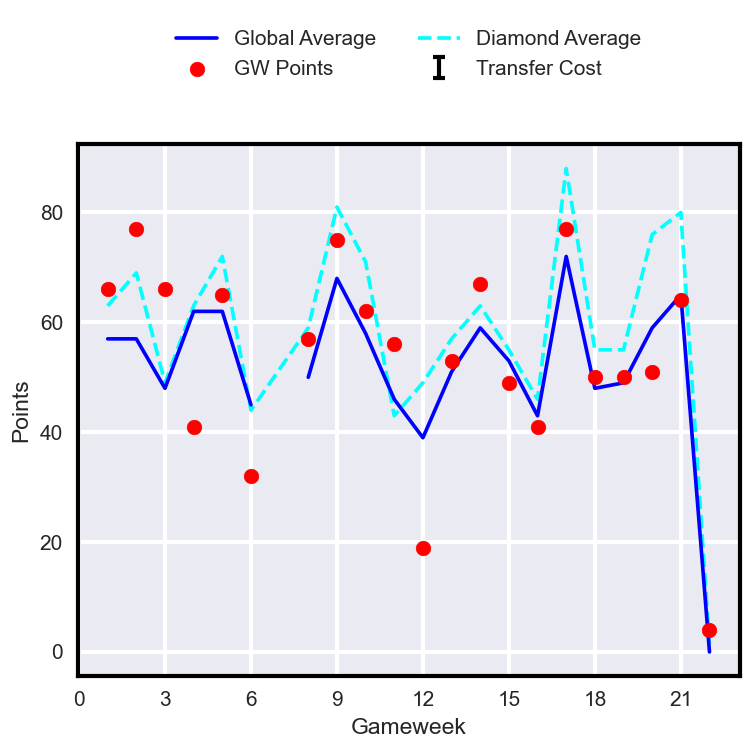 Global Average
Diamond Average
GW Points
Transfer Cost
80
60
40
20
0
Points
0 3 6 9 12 15 18 21
Gameweek